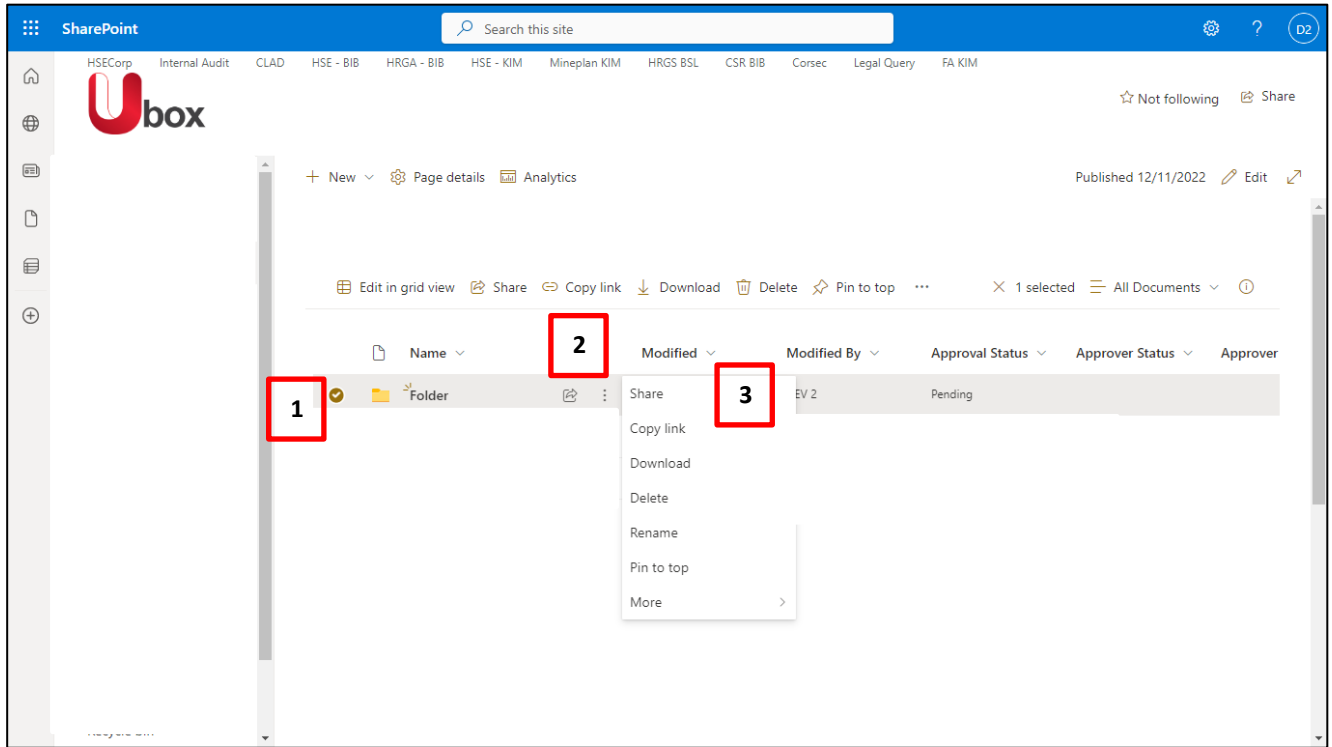 SharePoint Search this site ? D2
HSECorp Internal Audit CLAD HSE - BIB HRGA - BIB HSE - KIM Mineplan KIM HRGS BSL CSR BIB Corsec Legal Query FA KIM
Ubox
Not following Share
New Page details Analytics Published 12/11/2022 Edit
Edit in grid view Share Copy link Download Delete Pin to top ... 1 selected All Documents
2
Name Modified Modified By Approval Status Approver Status Approver
1
Folder Share 3 EV 2 Pending
Copy link
Download
Delete
Rename
Pin to top
More